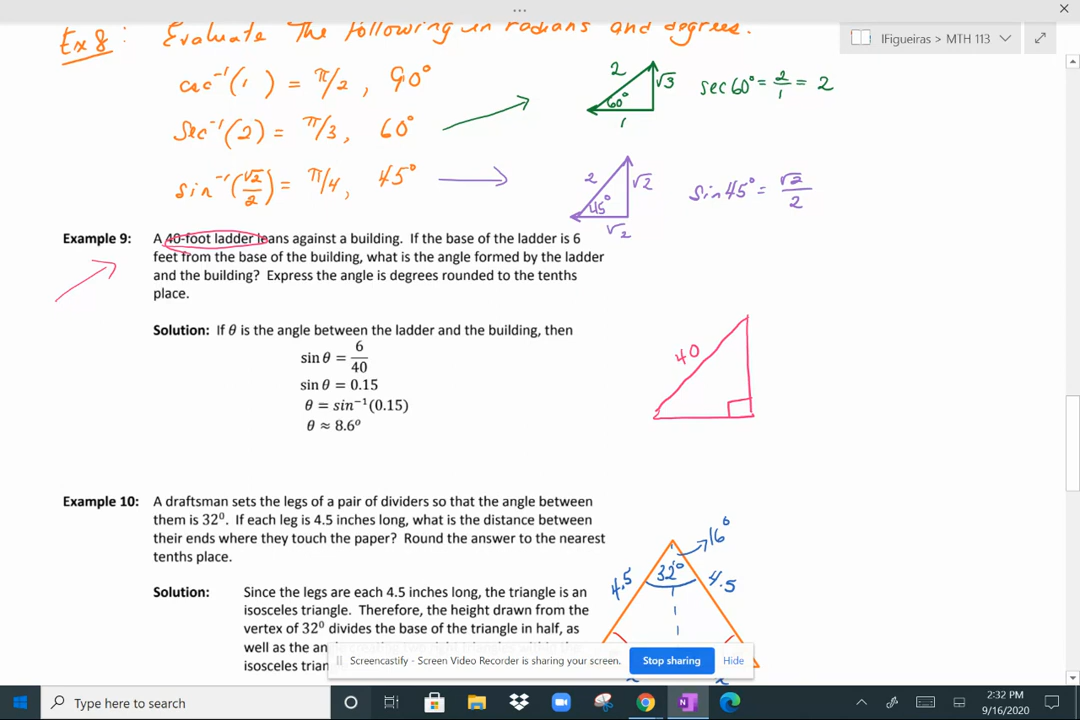 Ex 8: Evaluate The following in radians and degrees.
IFigueiras > MTH 113
csc⁻¹(1) = π/2, 90°
sec⁻¹(2) = π/3, 60°
sin⁻¹(√2/2) = π/4, 45°
2
√3
60°
1
sec60° = 2/1 = 2
2
√2
45°
√2
sin45° = √2/2
Example 9: A 40-foot ladder leans against a building. If the base of the ladder is 6
feet from the base of the building, what is the angle formed by the ladder
and the building? Express the angle is degrees rounded to the tenths
place.
Solution: If θ is the angle between the ladder and the building, then
sin θ = 6/40
sin θ = 0.15
θ = sin⁻¹(0.15)
θ ≈ 8.6°
40
Example 10: A draftsman sets the legs of a pair of dividers so that the angle between
them is 32⁰. If each leg is 4.5 inches long, what is the distance between
their ends where they touch the paper? Round the answer to the nearest
tenths place.
16°
32°
4.5
4.5
Solution: Since the legs are each 4.5 inches long, the triangle is an
isosceles triangle. Therefore, the height drawn from the
vertex of 32⁰ divides the base of the triangle in half, as
well as the
isosceles
Screencastify - Screen Video Recorder is sharing your screen.
Stop sharing
Hide
Type here to search
2:32 PM
9/16/2020